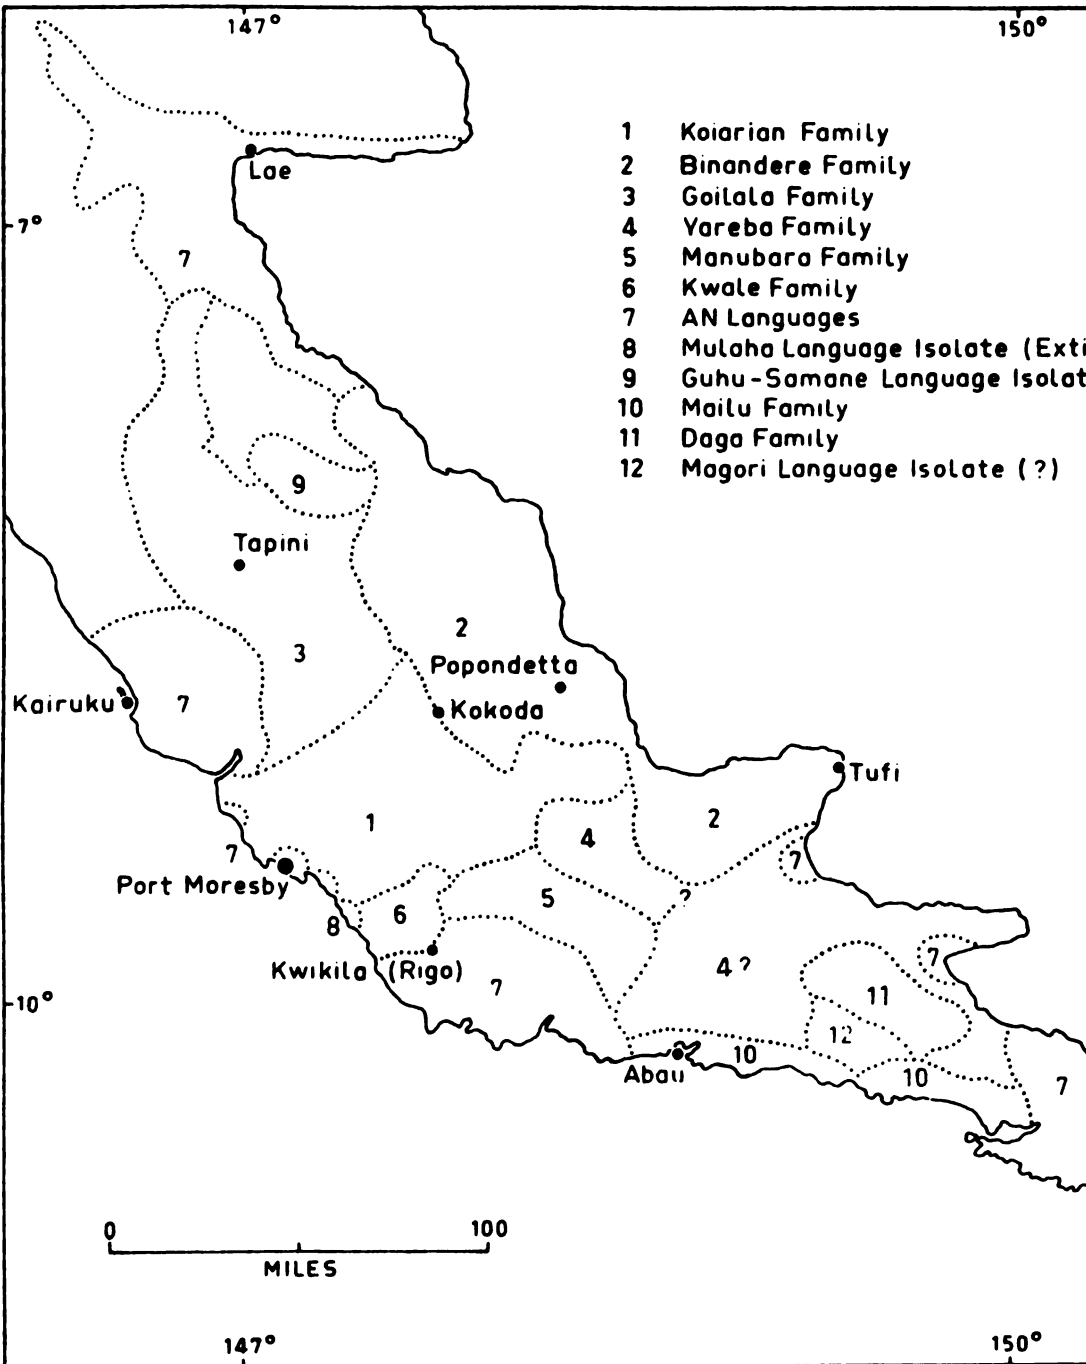 147° 150°
1 Koiarian Family
2 Binandere Family
3 Goilala Family
4 Yareba Family
5 Manubara Family
6 Kwale Family
7 AN Languages
8 Mulaha Language Isolate (Exti
9 Guhu-Samane Language Isolat
10 Mailu Family
11 Daga Family
12 Magori Language Isolate (?)
Lae
7°
7
9
Tapini
2
3
Popondetta
Kairuku
7
Kokoda
Tufi
1
2
4
7
7
Port Moresby
5
?
6
8
7
4?
Kwikila (Rigo)
7
11
10°
12
10
Abau
10
7
0 100
MILES
147° 150°